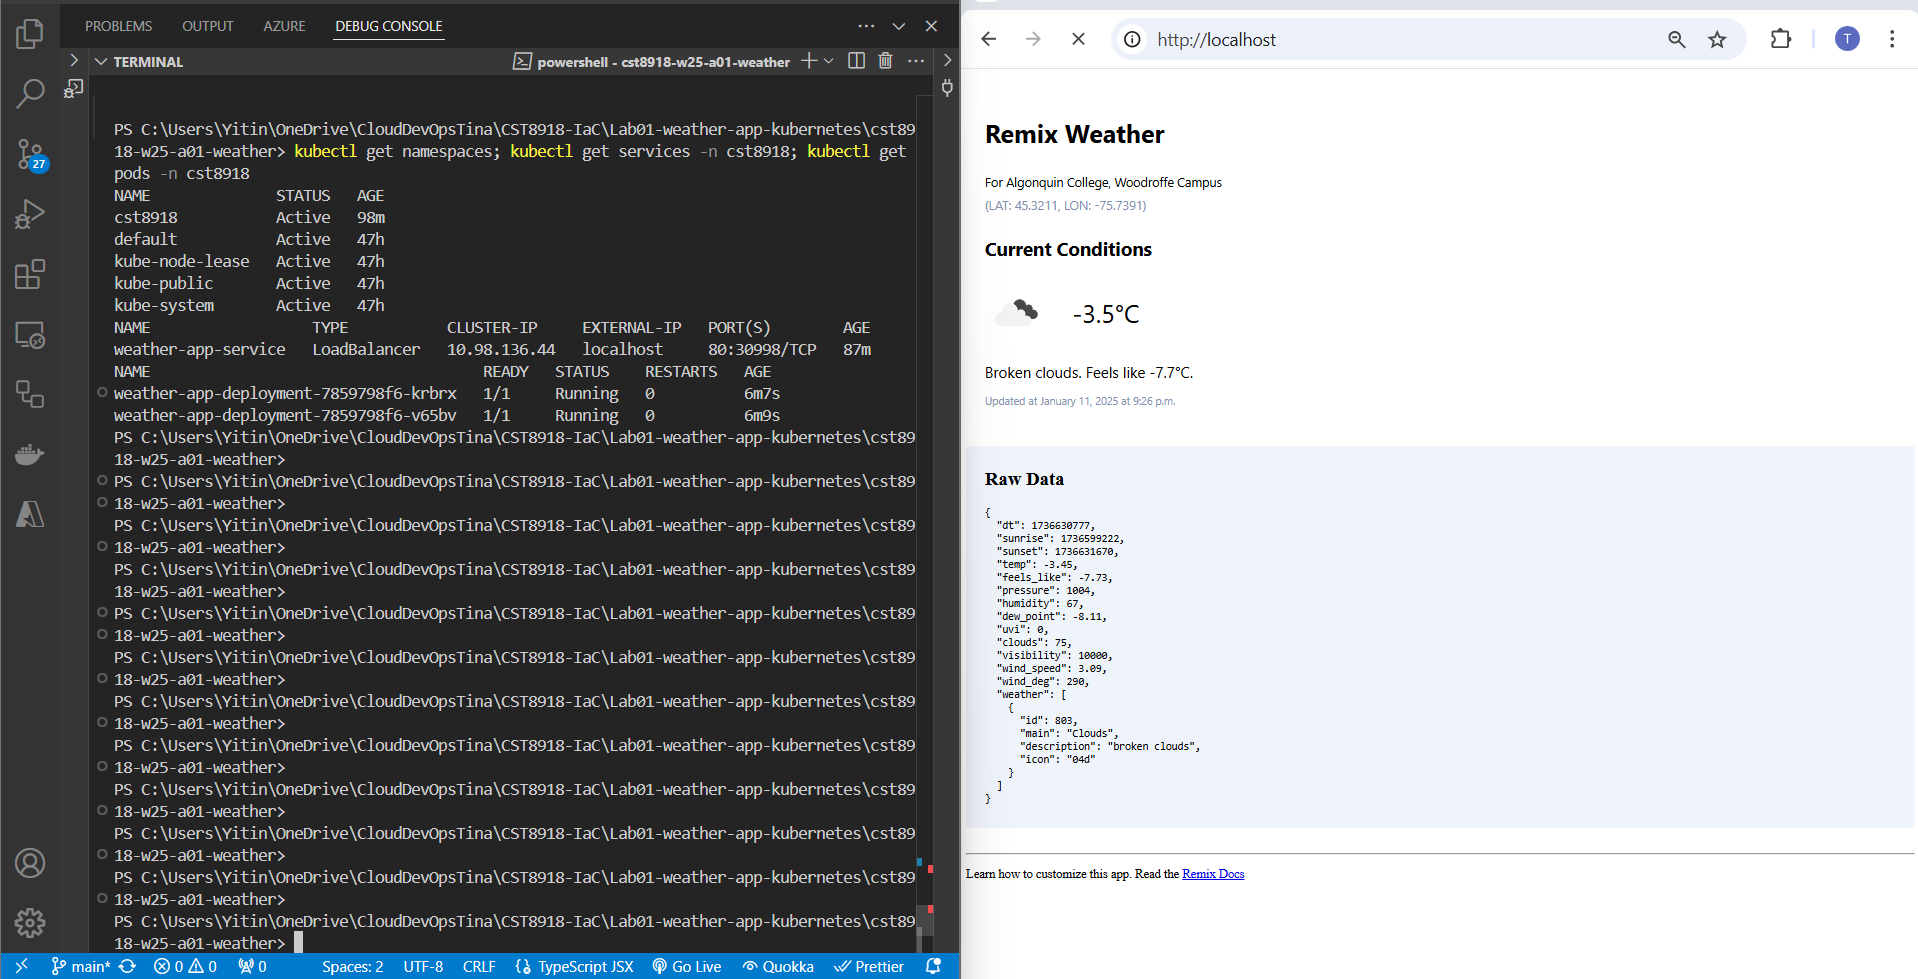 PROBLEMS OUTPUT AZURE DEBUG CONSOLE
TERMINAL
powershell - cst8918-w25-a01-weather
27
PS C:\Users\Yitin\OneDrive\CloudDevOpsTina\CST8918-IaC\Lab01-weather-app-kubernetes\cst89
18-w25-a01-weather> kubectl get namespaces; kubectl get services -n cst8918; kubectl get
pods -n cst8918
NAME STATUS AGE
cst8918 Active 98m
default Active 47h
kube-node-lease Active 47h
kube-public Active 47h
kube-system Active 47h
NAME TYPE CLUSTER-IP EXTERNAL-IP PORT(S) AGE
weather-app-service LoadBalancer 10.98.136.44 localhost 80:30998/TCP 87m
NAME READY STATUS RESTARTS AGE
weather-app-deployment-7859798f6-krbrx 1/1 Running 0 6m7s
weather-app-deployment-7859798f6-v65bv 1/1 Running 0 6m9s
PS C:\Users\Yitin\OneDrive\CloudDevOpsTina\CST8918-IaC\Lab01-weather-app-kubernetes\cst89
18-w25-a01-weather>
PS C:\Users\Yitin\OneDrive\CloudDevOpsTina\CST8918-IaC\Lab01-weather-app-kubernetes\cst89
18-w25-a01-weather>
PS C:\Users\Yitin\OneDrive\CloudDevOpsTina\CST8918-IaC\Lab01-weather-app-kubernetes\cst89
18-w25-a01-weather>
PS C:\Users\Yitin\OneDrive\CloudDevOpsTina\CST8918-IaC\Lab01-weather-app-kubernetes\cst89
18-w25-a01-weather>
PS C:\Users\Yitin\OneDrive\CloudDevOpsTina\CST8918-IaC\Lab01-weather-app-kubernetes\cst89
18-w25-a01-weather>
PS C:\Users\Yitin\OneDrive\CloudDevOpsTina\CST8918-IaC\Lab01-weather-app-kubernetes\cst89
18-w25-a01-weather>
PS C:\Users\Yitin\OneDrive\CloudDevOpsTina\CST8918-IaC\Lab01-weather-app-kubernetes\cst89
18-w25-a01-weather>
PS C:\Users\Yitin\OneDrive\CloudDevOpsTina\CST8918-IaC\Lab01-weather-app-kubernetes\cst89
18-w25-a01-weather>
PS C:\Users\Yitin\OneDrive\CloudDevOpsTina\CST8918-IaC\Lab01-weather-app-kubernetes\cst89
18-w25-a01-weather>
PS C:\Users\Yitin\OneDrive\CloudDevOpsTina\CST8918-IaC\Lab01-weather-app-kubernetes\cst89
18-w25-a01-weather>
PS C:\Users\Yitin\OneDrive\CloudDevOpsTina\CST8918-IaC\Lab01-weather-app-kubernetes\cst89
18-w25-a01-weather>
PS C:\Users\Yitin\OneDrive\CloudDevOpsTina\CST8918-IaC\Lab01-weather-app-kubernetes\cst89
18-w25-a01-weather>
main* 0 0 0 Spaces: 2 UTF-8 CRLF TypeScript JSX Go Live Quokka Prettier
http://localhost
T
Remix Weather
For Algonquin College, Woodroffe Campus
(LAT: 45.3211, LON: -75.7391)
Current Conditions
-3.5°C
Broken clouds. Feels like -7.7°C.
Updated at January 11, 2025 at 9:26 p.m.
Raw Data
{
"dt": 1736630777,
"sunrise": 1736599222,
"sunset": 1736631670,
"temp": -3.45,
"feels_like": -7.73,
"pressure": 1004,
"humidity": 67,
"dew_point": -8.11,
"uvi": 0,
"clouds": 75,
"visibility": 10000,
"wind_speed": 3.09,
"wind_deg": 290,
"weather": [
{
"id": 803,
"main": "Clouds",
"description": "broken clouds",
"icon": "04d"
}
]
}
Learn how to customize this app. Read the Remix Docs